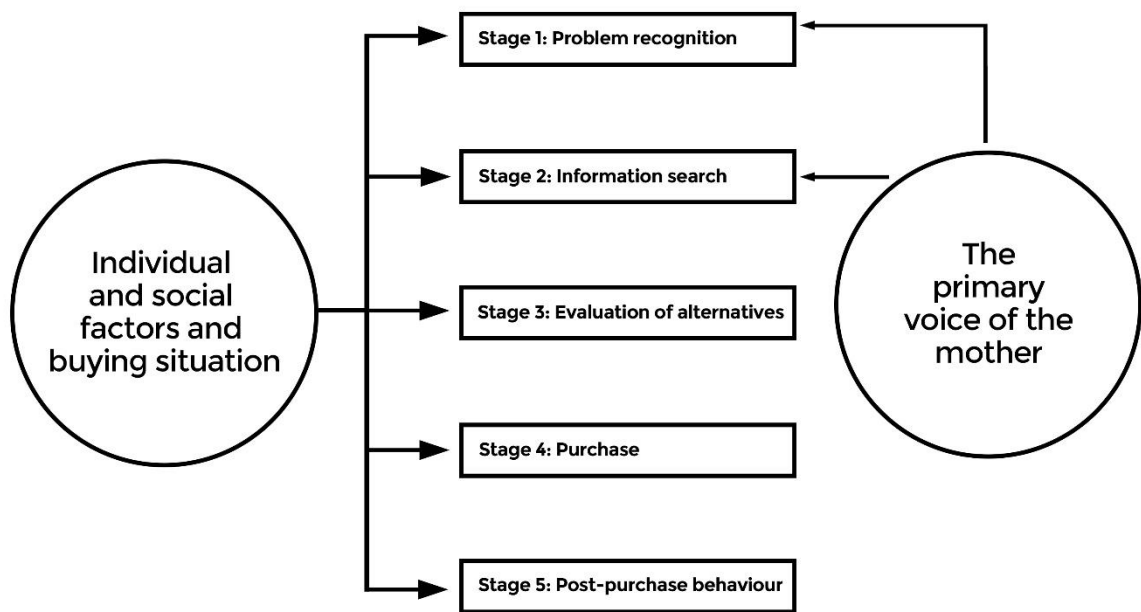 Stage 1: Problem recognition
Stage 2: Information search
Individual
and social
factors and
buying situation
The
primary
voice of the
mother
Stage 3: Evaluation of alternatives
Stage 4: Purchase
Stage 5: Post-purchase behaviour